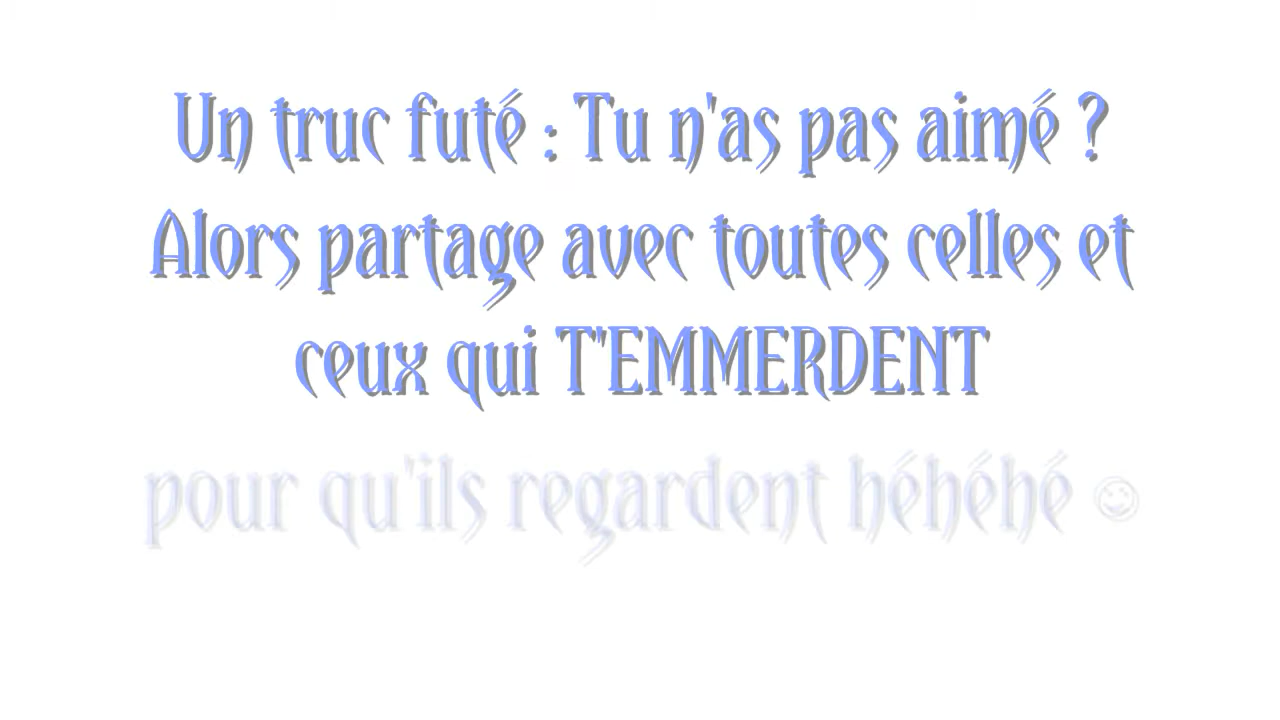 Un truc futé : Tu n'as pas aimé ?
Alors partage avec toutes celles et
ceux qui T'EMMERDENT
pour qu'ils regardent héhéhé ☺